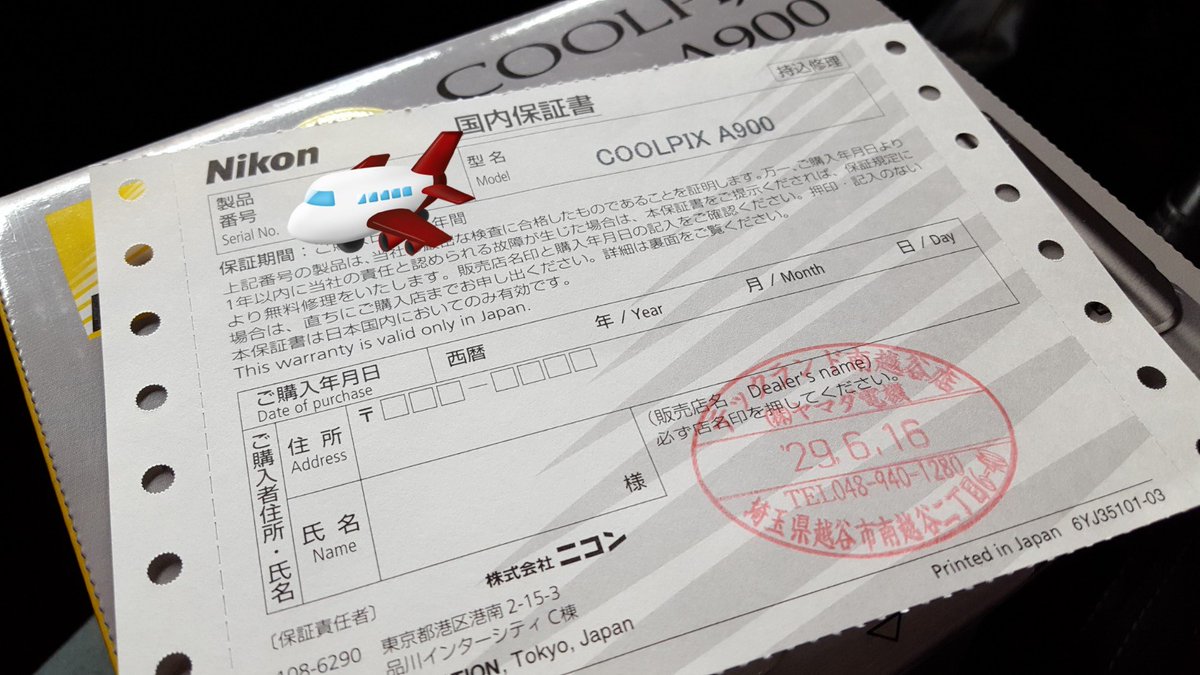 COOLPIX
A900
持込修理
国内保証書
Nikon
型名
Model
COOLPIX A900
製品
番号
Serial No.
保証期間：ご
年間
上記番号の製品は、当社の
な検査に合格したものであることを証明します。万一、ご購入年月日より
1年以内に当社の責任と認められる故障が生じた場合は、本保証書をご提示くだされば、保証規定に
より無料修理をいたします。販売店名印と購入年月日の記入をご確認ください。押印・記入のない
場合は、直ちにご購入店までお申し出ください。詳細は裏面をご覧ください。
本保証書は日本国内においてのみ有効です。
This warranty is valid only in Japan.
ご購入年月日
Date of purchase
西暦
年 / Year
月 / Month
日 / Day
ご購入者住所・氏名
住所
Address
〒□□□－□□□□
氏名
Name
様
(販売店名 Dealer's name)
必ず店名印を押してください。
テックランド南越谷店
㈱ヤマダ電機
'29.6.16
TEL048-940-1280
埼玉県越谷市南越谷二丁目
株式会社 ニコン
〔保証責任者〕
108-6290
東京都港区港南 2-15-3
品川インターシティ C棟
TION, Tokyo, Japan
Printed in Japan 6YJ35101-03